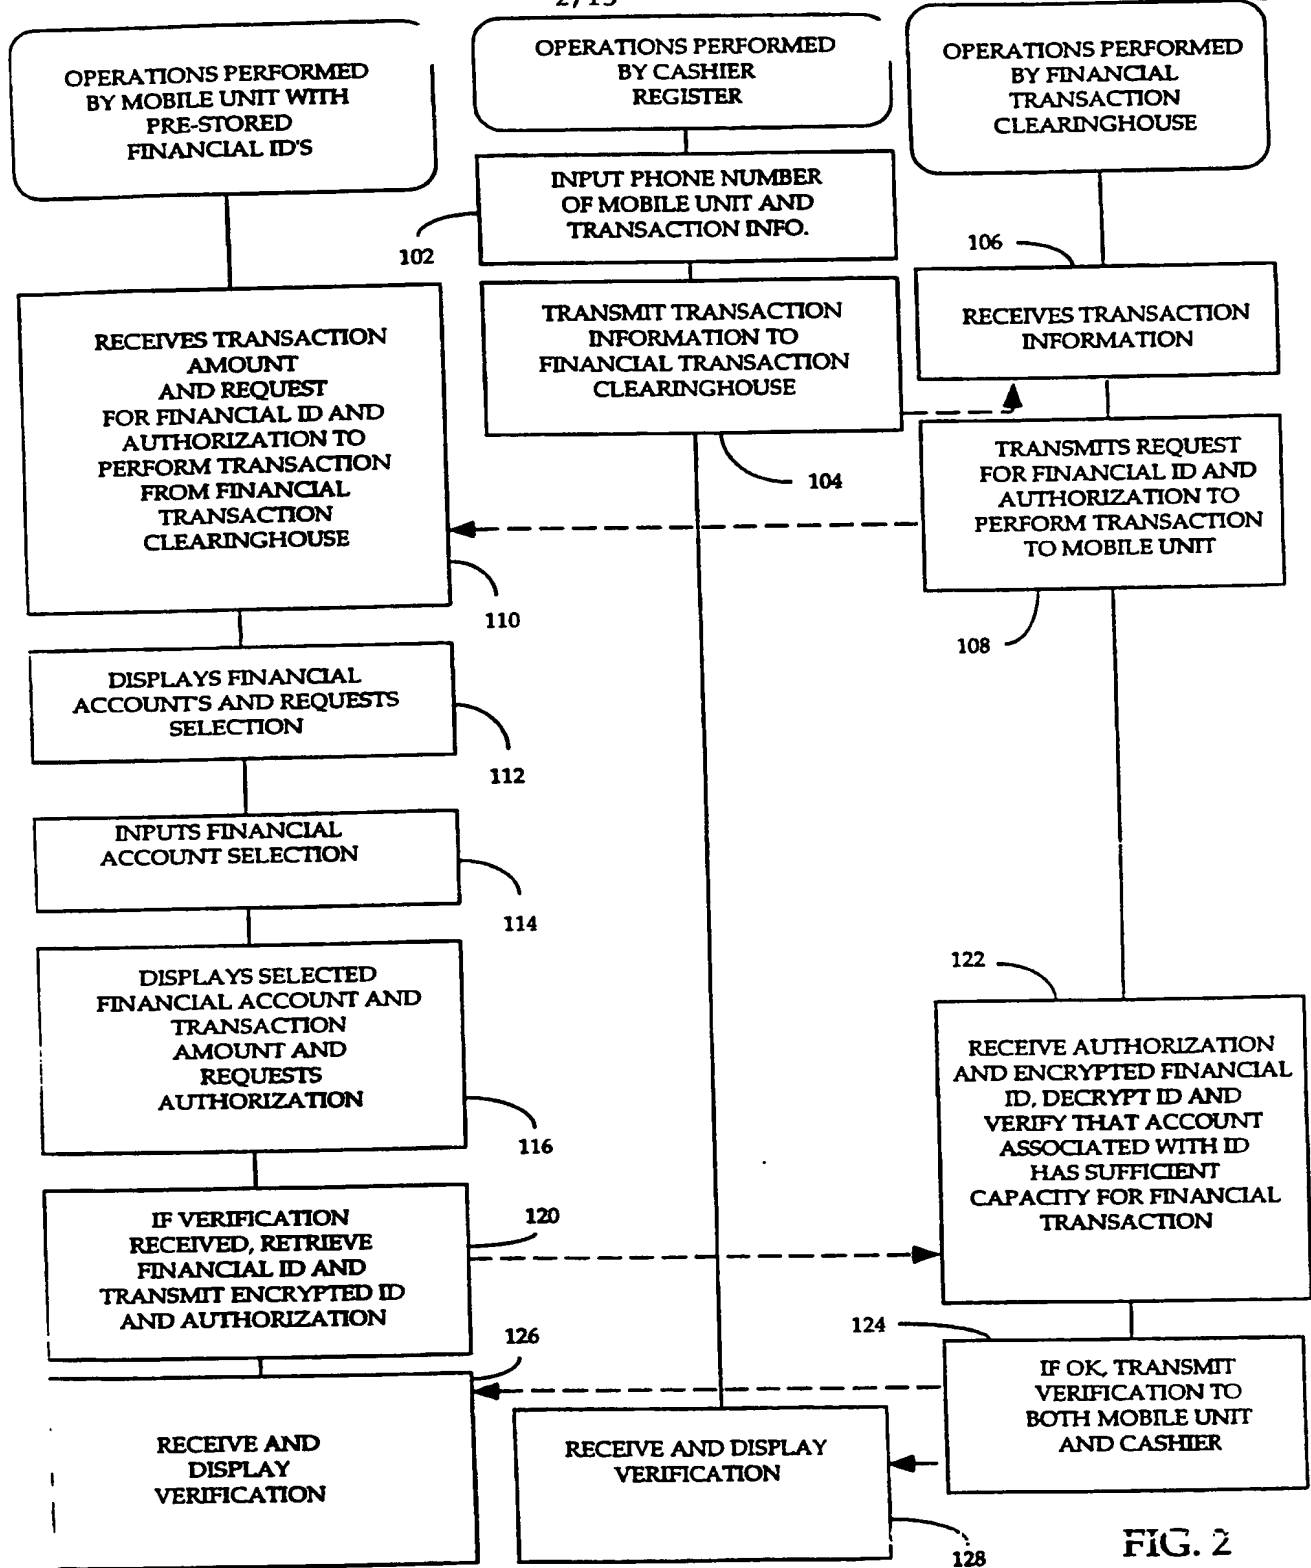 2/13
OPERATIONS PERFORMED
BY MOBILE UNIT WITH
PRE-STORED
FINANCIAL ID'S
OPERATIONS PERFORMED
BY CASHIER
REGISTER
OPERATIONS PERFORMED
BY FINANCIAL
TRANSACTION
CLEARINGHOUSE
INPUT PHONE NUMBER
OF MOBILE UNIT AND
TRANSACTION INFO.
102
TRANSMIT TRANSACTION
INFORMATION TO
FINANCIAL TRANSACTION
CLEARINGHOUSE
104
106
RECEIVES TRANSACTION
INFORMATION
TRANSMITS REQUEST
FOR FINANCIAL ID AND
AUTHORIZATION TO
PERFORM TRANSACTION
TO MOBILE UNIT
108
RECEIVES TRANSACTION
AMOUNT
AND REQUEST
FOR FINANCIAL ID AND
AUTHORIZATION TO
PERFORM TRANSACTION
FROM FINANCIAL
TRANSACTION
CLEARINGHOUSE
110
DISPLAYS FINANCIAL
ACCOUNT'S AND REQUESTS
SELECTION
112
INPUTS FINANCIAL
ACCOUNT SELECTION
114
DISPLAYS SELECTED
FINANCIAL ACCOUNT AND
TRANSACTION
AMOUNT AND
REQUESTS
AUTHORIZATION
116
IF VERIFICATION
RECEIVED, RETRIEVE
FINANCIAL ID AND
TRANSMIT ENCRYPTED ID
AND AUTHORIZATION
120
122
RECEIVE AUTHORIZATION
AND ENCRYPTED FINANCIAL
ID, DECRYPT ID AND
VERIFY THAT ACCOUNT
ASSOCIATED WITH ID
HAS SUFFICIENT
CAPACITY FOR FINANCIAL
TRANSACTION
124
IF OK, TRANSMIT
VERIFICATION TO
BOTH MOBILE UNIT
AND CASHIER
126
RECEIVE AND
DISPLAY
VERIFICATION
RECEIVE AND DISPLAY
VERIFICATION
128
FIG. 2